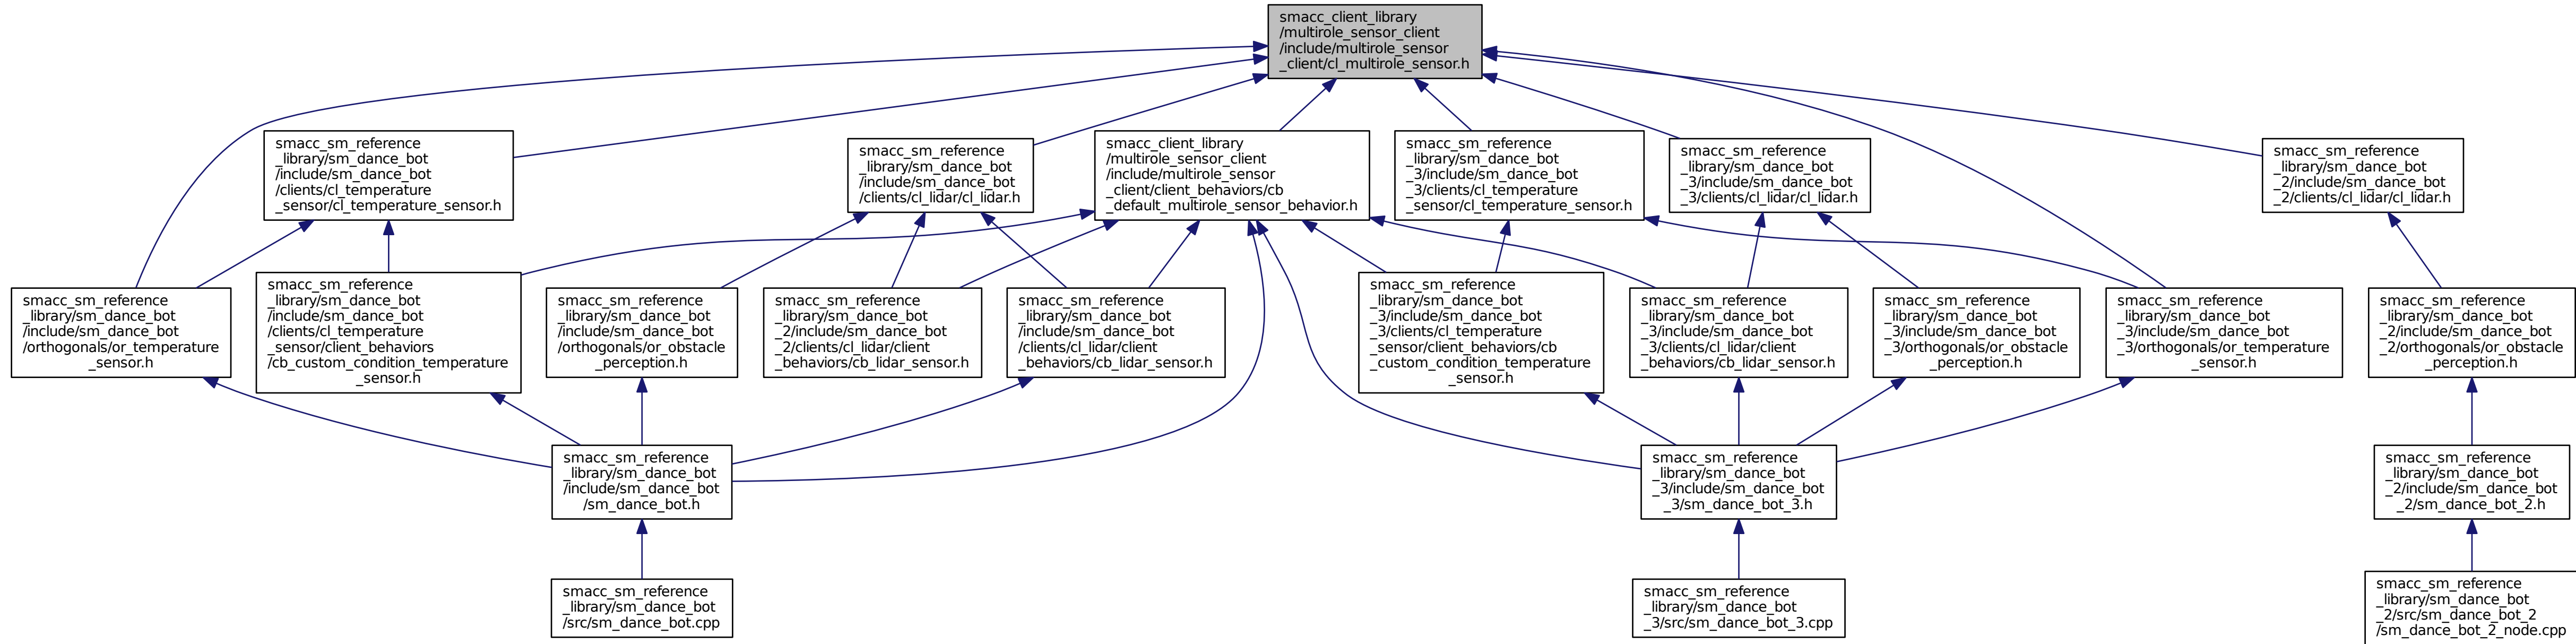 smacc_client_library
/multirole_sensor_client
/include/multirole_sensor
_client/cl_multirole_sensor.h
smacc_sm_reference
_library/sm_dance_bot
/include/sm_dance_bot
/clients/cl_temperature
_sensor/cl_temperature_sensor.h
smacc_sm_reference
_library/sm_dance_bot
/include/sm_dance_bot
/clients/cl_lidar/cl_lidar.h
smacc_client_library
/multirole_sensor_client
/include/multirole_sensor
_client/client_behaviors/cb
_default_multirole_sensor_behavior.h
smacc_sm_reference
_library/sm_dance_bot
_3/include/sm_dance_bot
_3/clients/cl_temperature
_sensor/cl_temperature_sensor.h
smacc_sm_reference
_library/sm_dance_bot
_3/include/sm_dance_bot
_3/clients/cl_lidar/cl_lidar.h
smacc_sm_reference
_library/sm_dance_bot
_2/include/sm_dance_bot
_2/clients/cl_lidar/cl_lidar.h
smacc_sm_reference
_library/sm_dance_bot
/include/sm_dance_bot
/orthogonals/or_temperature
_sensor.h
smacc_sm_reference
_library/sm_dance_bot
/include/sm_dance_bot
/clients/cl_temperature
_sensor/client_behaviors
/cb_custom_condition_temperature
_sensor.h
smacc_sm_reference
_library/sm_dance_bot
/include/sm_dance_bot
/orthogonals/or_obstacle
_perception.h
smacc_sm_reference
_library/sm_dance_bot
_2/include/sm_dance_bot
_2/clients/cl_lidar/client
_behaviors/cb_lidar_sensor.h
smacc_sm_reference
_library/sm_dance_bot
/include/sm_dance_bot
/clients/cl_lidar/client
_behaviors/cb_lidar_sensor.h
smacc_sm_reference
_library/sm_dance_bot
_3/include/sm_dance_bot
_3/clients/cl_temperature
_sensor/client_behaviors/cb
_custom_condition_temperature
_sensor.h
smacc_sm_reference
_library/sm_dance_bot
_3/include/sm_dance_bot
_3/clients/cl_lidar/client
_behaviors/cb_lidar_sensor.h
smacc_sm_reference
_library/sm_dance_bot
_3/include/sm_dance_bot
_3/orthogonals/or_obstacle
_perception.h
smacc_sm_reference
_library/sm_dance_bot
_3/include/sm_dance_bot
_3/orthogonals/or_temperature
_sensor.h
smacc_sm_reference
_library/sm_dance_bot
_2/include/sm_dance_bot
_2/orthogonals/or_obstacle
_perception.h
smacc_sm_reference
_library/sm_dance_bot
/include/sm_dance_bot
/sm_dance_bot.h
smacc_sm_reference
_library/sm_dance_bot
_3/include/sm_dance_bot
_3/sm_dance_bot_3.h
smacc_sm_reference
_library/sm_dance_bot
_2/include/sm_dance_bot
_2/sm_dance_bot_2.h
smacc_sm_reference
_library/sm_dance_bot
/src/sm_dance_bot.cpp
smacc_sm_reference
_library/sm_dance_bot
_3/src/sm_dance_bot_3.cpp
smacc_sm_reference
_library/sm_dance_bot
_2/src/sm_dance_bot_2
/sm_dance_bot_2_node.cpp